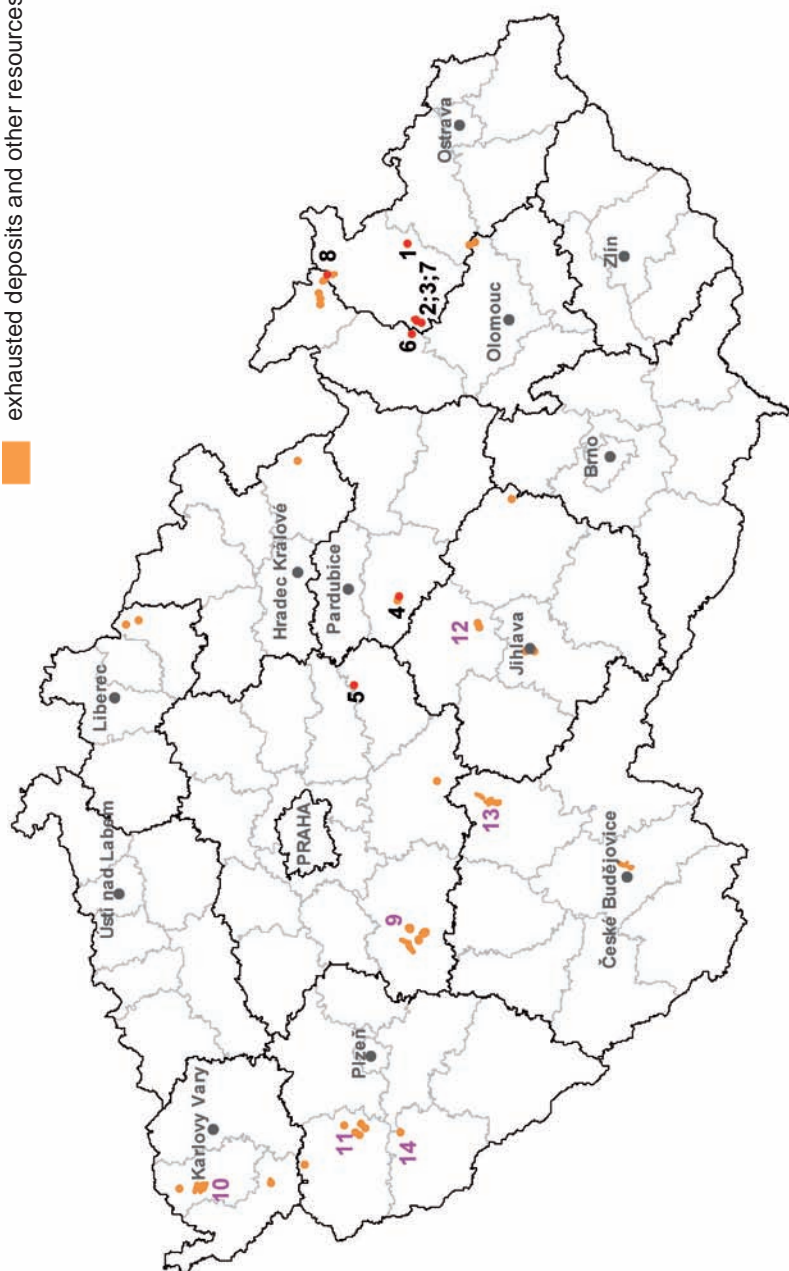 exhausted deposits and other resources
Liberec
Ústí nad Labem
Karlovy Vary
10
PRAHA
Hradec Králové
Pardubice
5
4
8
6
2;3;7
1
Ostrava
Olomouc
Zlín
Brno
12
Jihlava
13
České Budějovice
9
Plzeň
11
14